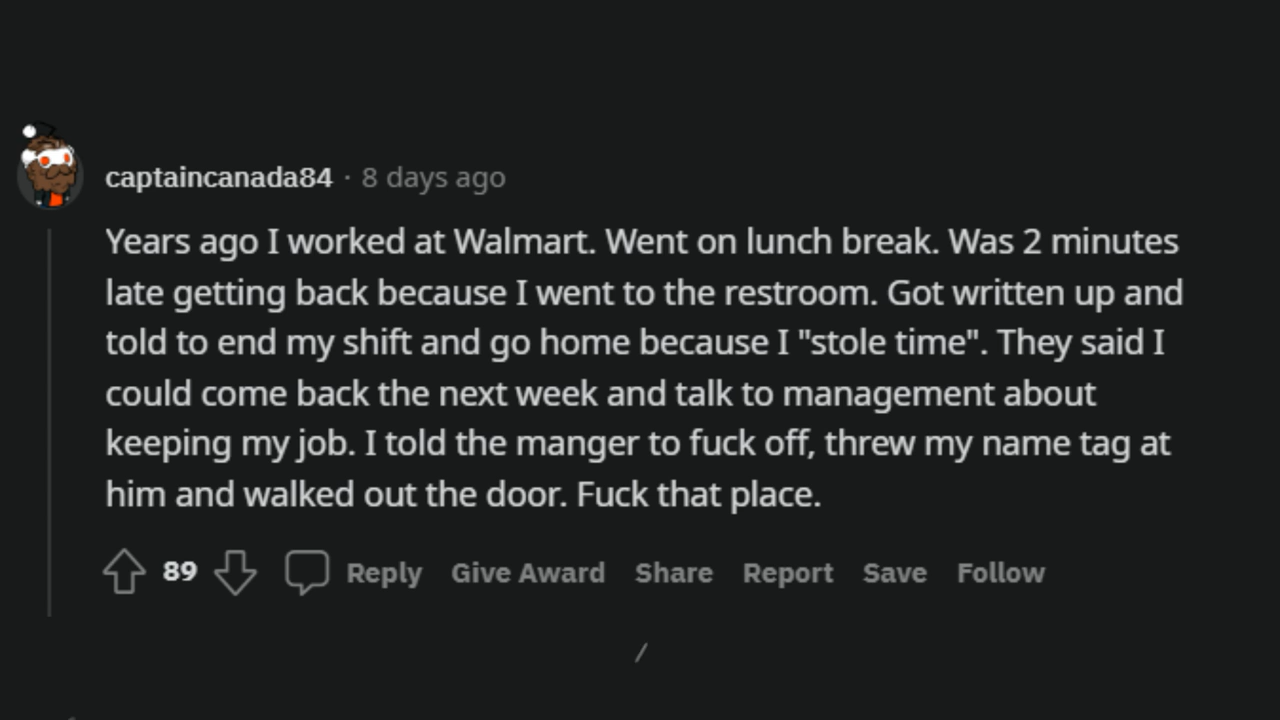 captaincanada84 · 8 days ago
Years ago I worked at Walmart. Went on lunch break. Was 2 minutes
late getting back because I went to the restroom. Got written up and
told to end my shift and go home because I "stole time". They said I
could come back the next week and talk to management about
keeping my job. I told the manger to fuck off, threw my name tag at
him and walked out the door. Fuck that place.
89 Reply Give Award Share Report Save Follow
/